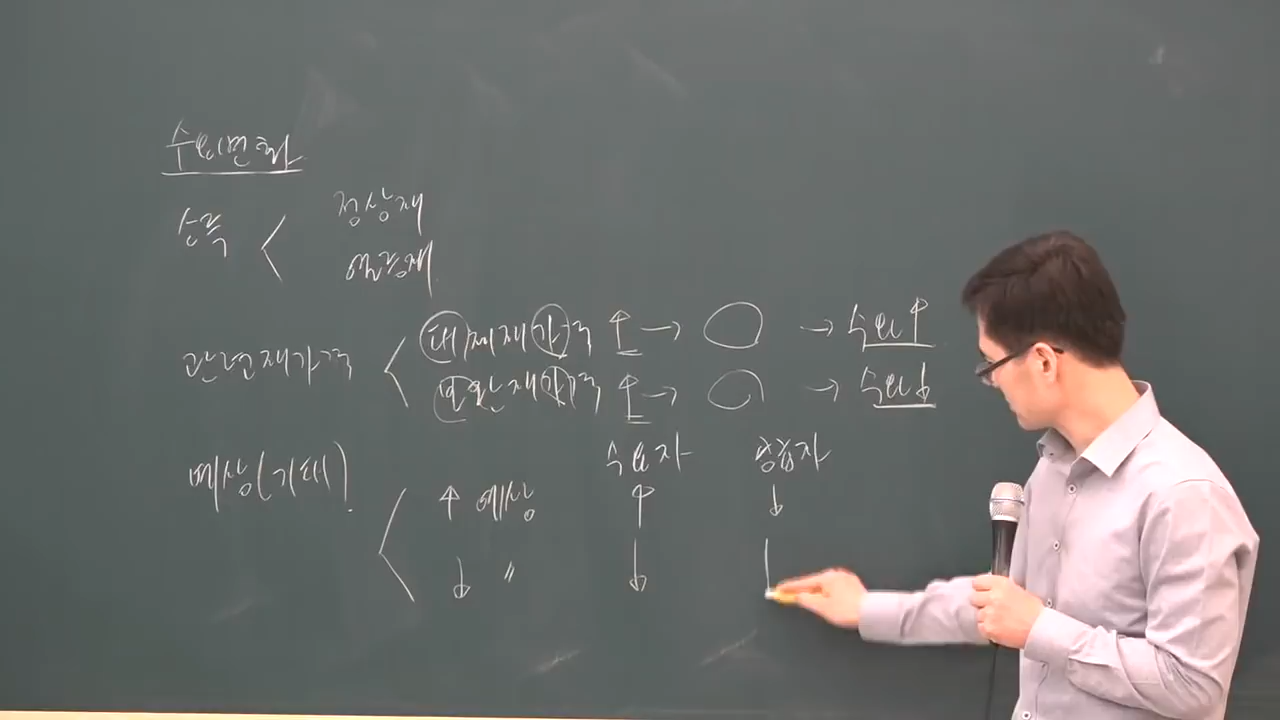 수요변화
소득 < 정상재
열등재
관련재가격 < 대체재가격 ↑ → ◯ → 수요↑
보완재가격 ↑ → ◯ → 수요↓
예상(기대) 수요자 공급자
< ↑ 예상 ↑ ↓
↓ 〃 ↓